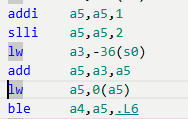 addi a5,a5,1
slli a5,a5,2
lw a3,-36(s0)
add a5,a3,a5
lw a5,0(a5)
ble a4,a5,.L6